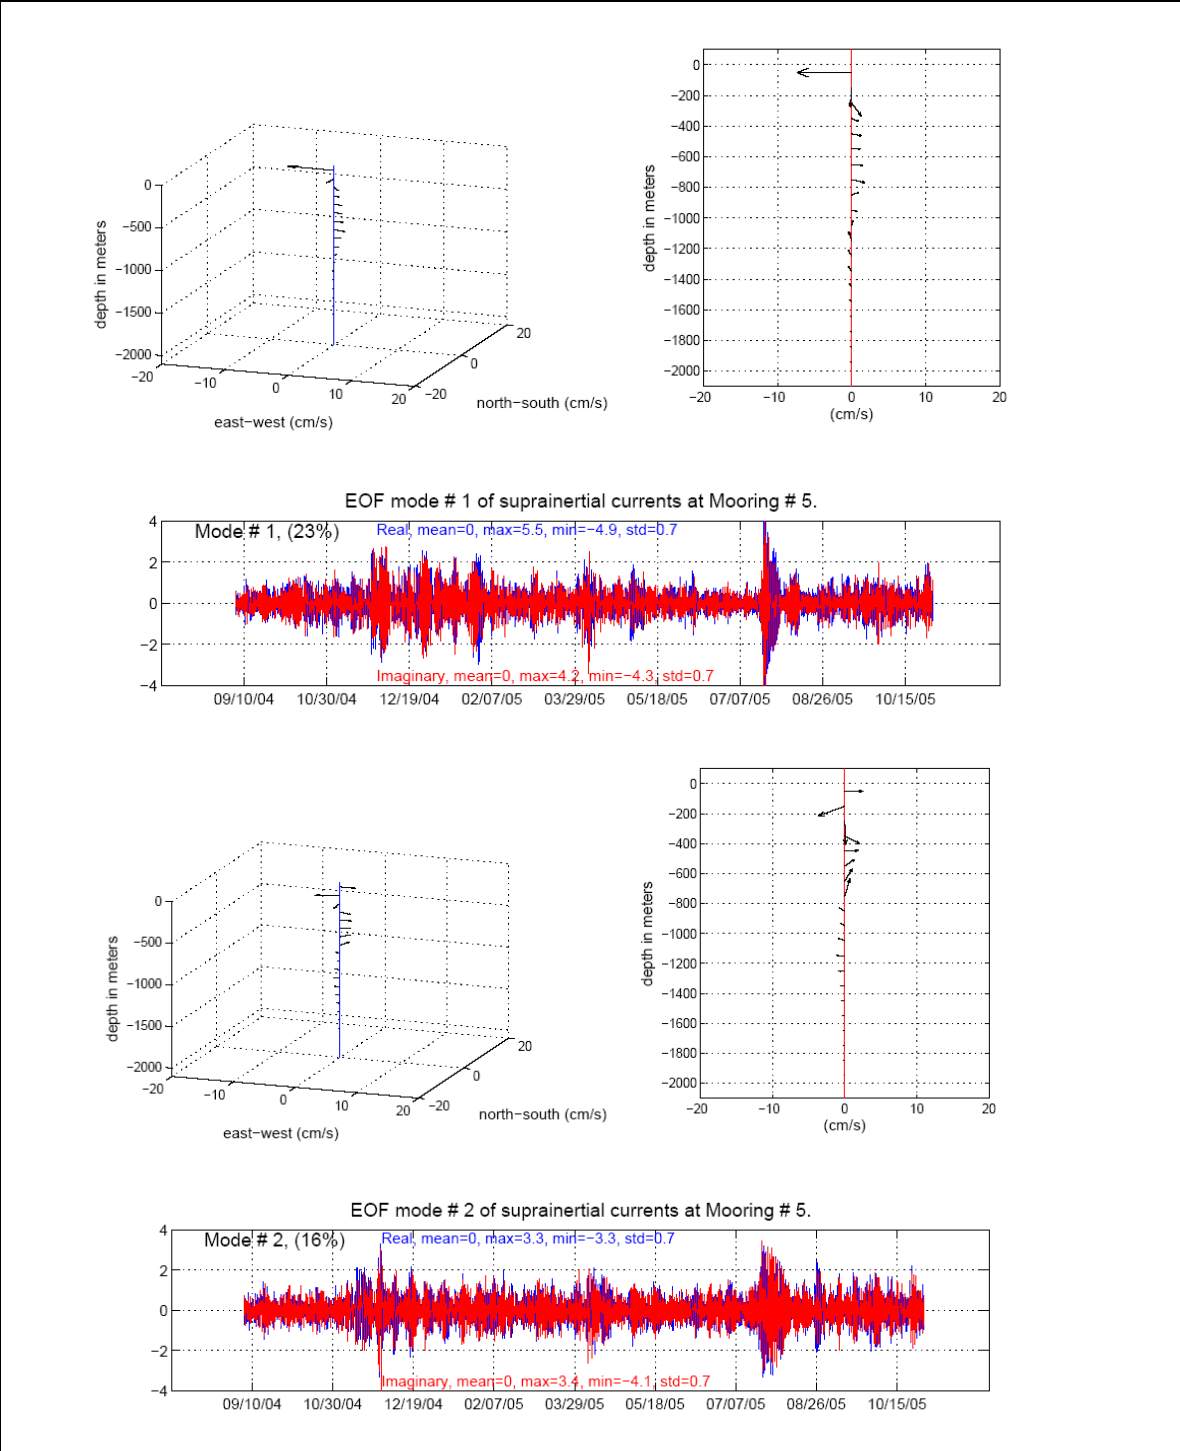 0
−500
−1000
−1500
−2000
depth in meters
−20
−10
0
10
20
east−west (cm/s)
−20
0
20
north−south (cm/s)
0
−200
−400
−600
−800
−1000
−1200
−1400
−1600
−1800
−2000
depth in meters
−20 −10 0 10 20
(cm/s)
EOF mode # 1 of suprainertial currents at Mooring # 5.
Mode # 1, (23%)
Real, mean=0, max=5.5, min=−4.9, std=0.7
4
2
0
−2
−4
Imaginary, mean=0, max=4.2, min=−4.3, std=0.7
09/10/04 10/30/04 12/19/04 02/07/05 03/29/05 05/18/05 07/07/05 08/26/05 10/15/05
0
−500
−1000
−1500
−2000
depth in meters
−20
−10
0
10
20
east−west (cm/s)
−20
0
20
north−south (cm/s)
0
−200
−400
−600
−800
−1000
−1200
−1400
−1600
−1800
−2000
depth in meters
−20 −10 0 10 20
(cm/s)
EOF mode # 2 of suprainertial currents at Mooring # 5.
Mode # 2, (16%)
Real, mean=0, max=3.3, min=−3.3, std=0.7
4
2
0
−2
−4
Imaginary, mean=0, max=3.4, min=−4.1, std=0.7
09/10/04 10/30/04 12/19/04 02/07/05 03/29/05 05/18/05 07/07/05 08/26/05 10/15/05